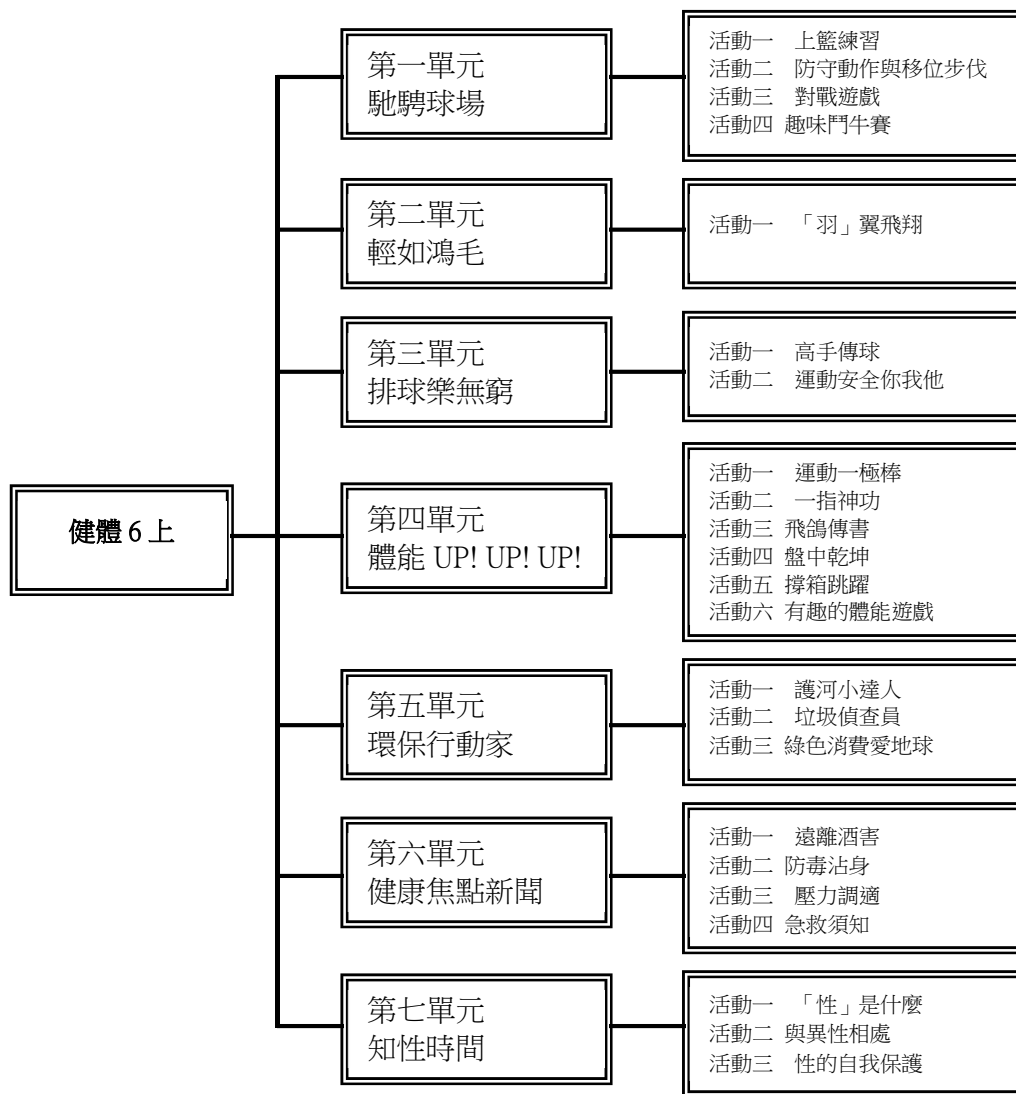 第一單元
馳騁球場
活動一　上籃練習
活動二　防守動作與移位步伐
活動三　對戰遊戲
活動四 趣味鬥牛賽
第二單元
輕如鴻毛
活動一　「羽」翼飛翔
第三單元
排球樂無窮
活動一　高手傳球
活動二　運動安全你我他
健體 6 上
第四單元
體能 UP! UP! UP!
活動一　運動一極棒
活動二　一指神功
活動三 飛鴿傳書
活動四 盤中乾坤
活動五 撐箱跳躍
活動六 有趣的體能遊戲
第五單元
環保行動家
活動一　護河小達人
活動二　垃圾偵查員
活動三 綠色消費愛地球
第六單元
健康焦點新聞
活動一　遠離酒害
活動二 防毒沾身
活動三　壓力調適
活動四 急救須知
第七單元
知性時間
活動一　「性」是什麼
活動二 與異性相處
活動三　性的自我保護